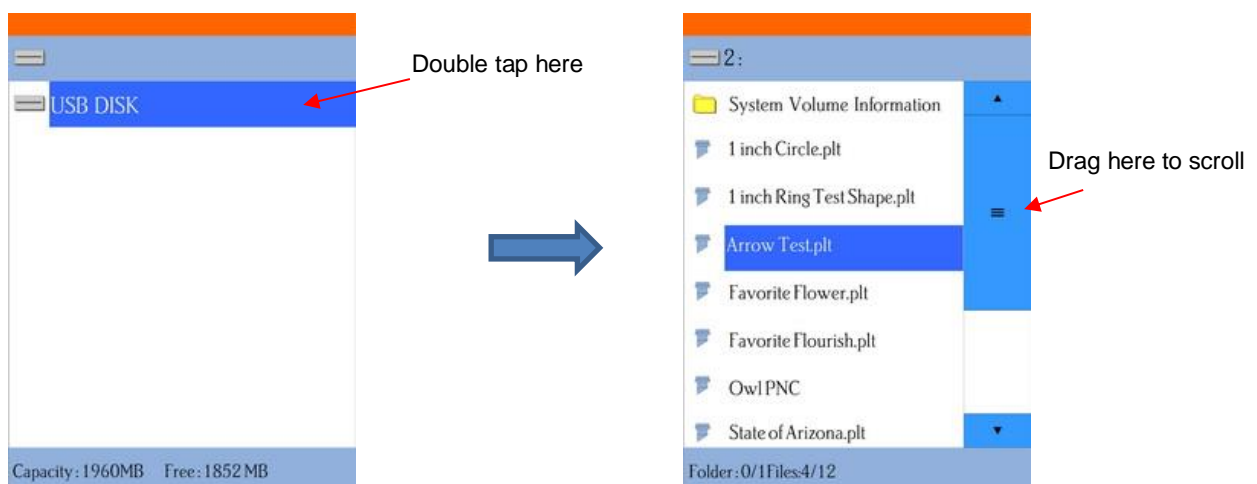 Double tap here
USB DISK
Capacity: 1960MB Free: 1852 MB
2:
System Volume Information
1 inch Circle.plt
1 inch Ring Test Shape.plt
Arrow Test.plt
Favorite Flower.plt
Favorite Flourish.plt
Owl PNC
State of Arizona.plt
Folder: 0/1Files:4/12
Drag here to scroll